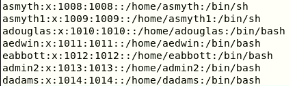 asmyth:x:1008:1008::/home/asmyth:/bin/sh
asmyth1:x:1009:1009::/home/asmyth1:/bin/sh
adouglas:x:1010:1010::/home/adouglas:/bin/bash
aedwin:x:1011:1011::/home/aedwin:/bin/bash
eabbott:x:1012:1012::/home/eabbott:/bin/bash
admin2:x:1013:1013::/home/admin2:/bin/bash
dadams:x:1014:1014::/home/dadams:/bin/bash